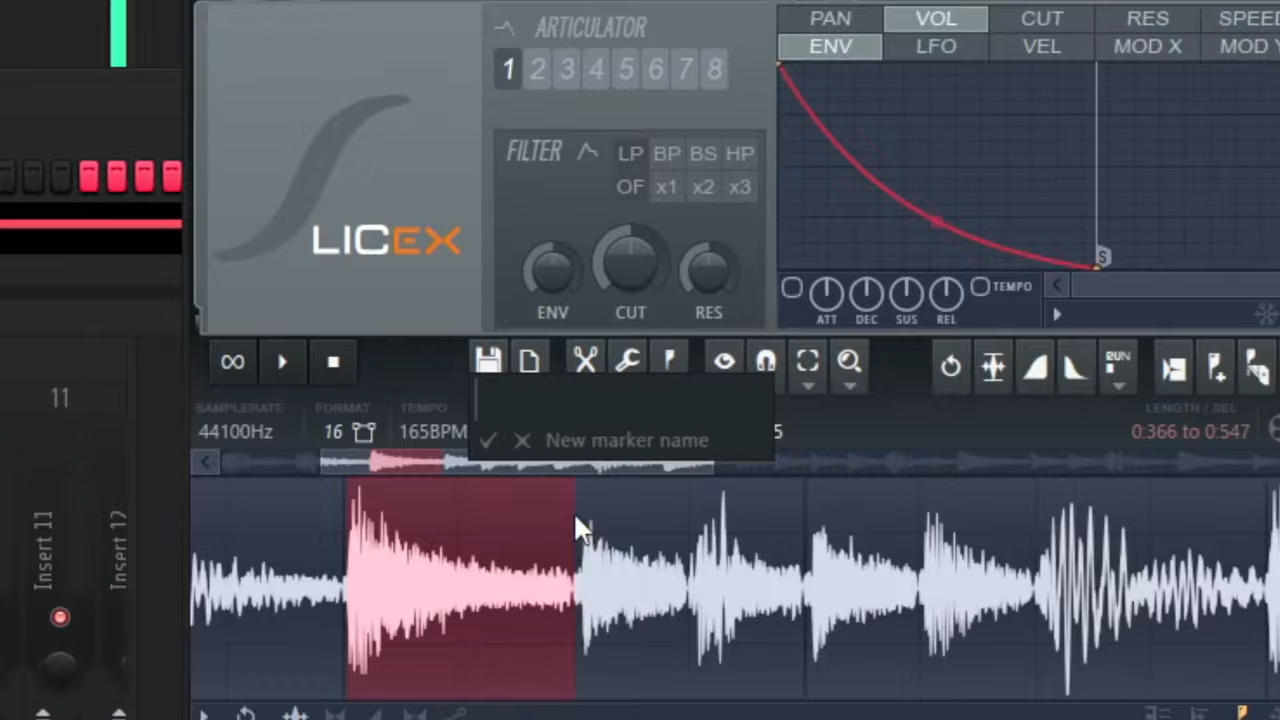 ARTICULATOR
1 2 3 4 5 6 7 8
FILTER LP BP BS HP
OF x1 x2 x3
ENV CUT RES
LICEX
PAN VOL CUT RES SPEED
ENV LFO VEL MOD X MOD Y
S
ATT DEC SUS REL
TEMPO
RUN
11
SAMPLERATE FORMAT TEMPO
44100Hz 16 165BPM 5
LENGTH / SEL
0:366 to 0:547
New marker name
Insert 11
Insert 12